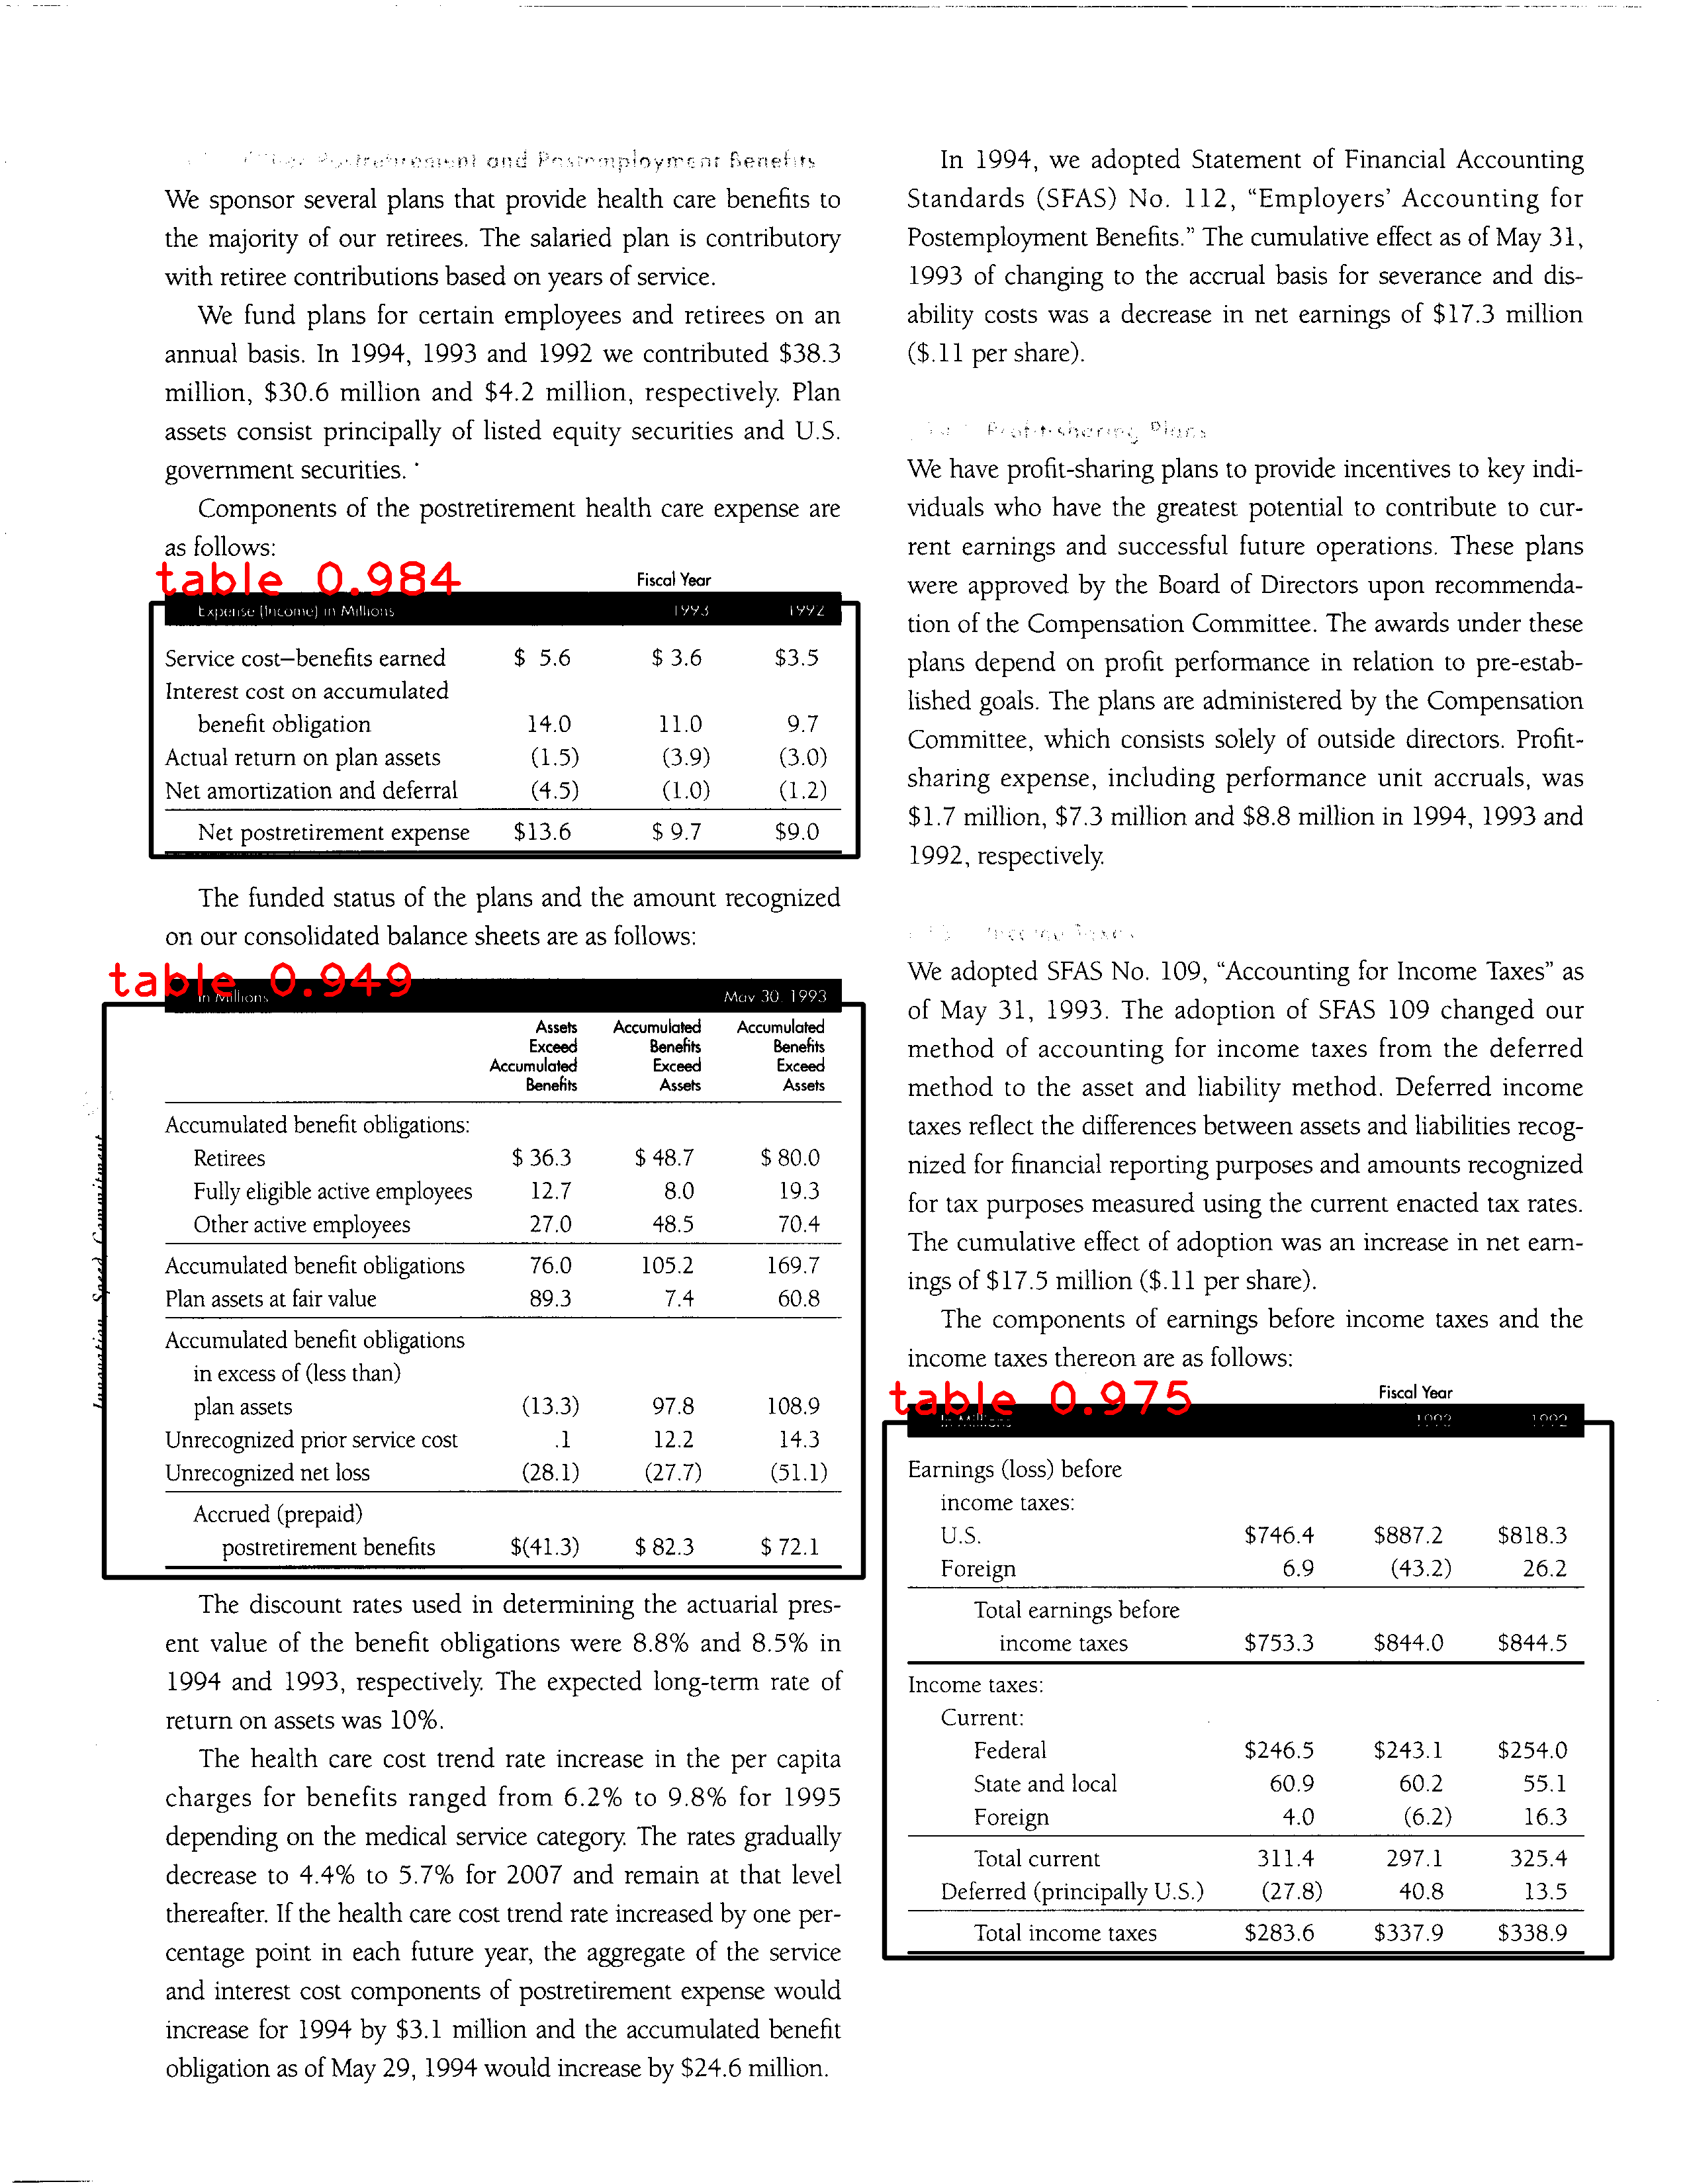 and Postemployment Benefits
We sponsor several plans that provide health care benefits to
the majority of our retirees. The salaried plan is contributory
with retiree contributions based on years of service.
We fund plans for certain employees and retirees on an
annual basis. In 1994, 1993 and 1992 we contributed $38.3
million, $30.6 million and $4.2 million, respectively. Plan
assets consist principally of listed equity securities and U.S.
government securities.
Components of the postretirement health care expense are
as follows:
table 0.984
Fiscal Year
Expense (Income) in Millions 1993 1992
Service cost–benefits earned $ 5.6 $ 3.6 $3.5
Interest cost on accumulated
benefit obligation 14.0 11.0 9.7
Actual return on plan assets (1.5) (3.9) (3.0)
Net amortization and deferral (4.5) (1.0) (1.2)
Net postretirement expense $13.6 $ 9.7 $9.0
The funded status of the plans and the amount recognized
on our consolidated balance sheets are as follows:
table 0.949
In Millions May 30, 1993
Assets Accumulated Accumulated
Exceed Benefits Benefits
Accumulated Exceed Exceed
Benefits Assets Assets
Accumulated benefit obligations:
Retirees $ 36.3 $ 48.7 $ 80.0
Fully eligible active employees 12.7 8.0 19.3
Other active employees 27.0 48.5 70.4
Accumulated benefit obligations 76.0 105.2 169.7
Plan assets at fair value 89.3 7.4 60.8
Accumulated benefit obligations
in excess of (less than)
plan assets (13.3) 97.8 108.9
Unrecognized prior service cost .1 12.2 14.3
Unrecognized net loss (28.1) (27.7) (51.1)
Accrued (prepaid)
postretirement benefits $(41.3) $ 82.3 $ 72.1
The discount rates used in determining the actuarial pres-
ent value of the benefit obligations were 8.8% and 8.5% in
1994 and 1993, respectively. The expected long-term rate of
return on assets was 10%.
The health care cost trend rate increase in the per capita
charges for benefits ranged from 6.2% to 9.8% for 1995
depending on the medical service category. The rates gradually
decrease to 4.4% to 5.7% for 2007 and remain at that level
thereafter. If the health care cost trend rate increased by one per-
centage point in each future year, the aggregate of the service
and interest cost components of postretirement expense would
increase for 1994 by $3.1 million and the accumulated benefit
obligation as of May 29, 1994 would increase by $24.6 million.
Innovation Speed Commitment
In 1994, we adopted Statement of Financial Accounting
Standards (SFAS) No. 112, “Employers’ Accounting for
Postemployment Benefits.” The cumulative effect as of May 31,
1993 of changing to the accrual basis for severance and dis-
ability costs was a decrease in net earnings of $17.3 million
($.11 per share).
Profit-sharing Plans
We have profit-sharing plans to provide incentives to key indi-
viduals who have the greatest potential to contribute to cur-
rent earnings and successful future operations. These plans
were approved by the Board of Directors upon recommenda-
tion of the Compensation Committee. The awards under these
plans depend on profit performance in relation to pre-estab-
lished goals. The plans are administered by the Compensation
Committee, which consists solely of outside directors. Profit-
sharing expense, including performance unit accruals, was
$1.7 million, $7.3 million and $8.8 million in 1994, 1993 and
1992, respectively.
Income Taxes
We adopted SFAS No. 109, “Accounting for Income Taxes” as
of May 31, 1993. The adoption of SFAS 109 changed our
method of accounting for income taxes from the deferred
method to the asset and liability method. Deferred income
taxes reflect the differences between assets and liabilities recog-
nized for financial reporting purposes and amounts recognized
for tax purposes measured using the current enacted tax rates.
The cumulative effect of adoption was an increase in net earn-
ings of $17.5 million ($.11 per share).
The components of earnings before income taxes and the
income taxes thereon are as follows:
table 0.975
Fiscal Year
In Millions 1993 1992
Earnings (loss) before
income taxes:
U.S. $746.4 $887.2 $818.3
Foreign 6.9 (43.2) 26.2
Total earnings before
income taxes $753.3 $844.0 $844.5
Income taxes:
Current:
Federal $246.5 $243.1 $254.0
State and local 60.9 60.2 55.1
Foreign 4.0 (6.2) 16.3
Total current 311.4 297.1 325.4
Deferred (principally U.S.) (27.8) 40.8 13.5
Total income taxes $283.6 $337.9 $338.9